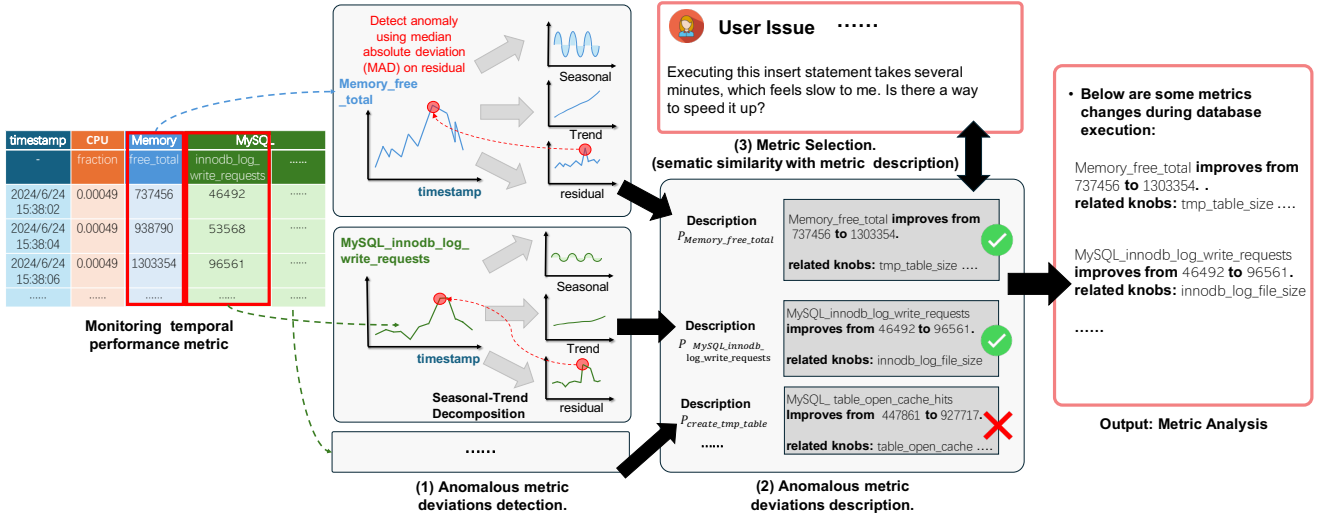 timestamp CPU Memory MySQL
- fraction free_total innodb_log_ ......
write_requests
2024/6/24 0.00049 737456 46492 ......
15:38:02
2024/6/24 0.00049 938790 53568 ......
15:38:04
2024/6/24 0.00049 1303354 96561 ......
15:38:06
...... ...... ...... ...... ......
Monitoring temporal
performance metric
Detect anomaly
using median
absolute deviation
(MAD) on residual
Memory_free
_total
timestamp
Seasonal
Trend
residual
MySQL_innodb_log_
write_requests
timestamp
Seasonal
Trend
residual
Seasonal-Trend
Decomposition
......
(1) Anomalous metric
deviations detection.
User Issue ......
Executing this insert statement takes several
minutes, which feels slow to me. Is there a way
to speed it up?
(3) Metric Selection.
(sematic similarity with metric description)
Description
P Memory_free_total
Memory_free_total improves from
737456 to 1303354.
related knobs: tmp_table_size ....
Description
P MySQL_innodb_
log_write_requests
MySQL_innodb_log_write_requests
improves from 46492 to 96561.
related knobs: innodb_log_file_size
Description
P create_tmp_table
......
MySQL_ table_open_cache_hits
Improves from 447861 to 927717.
related knobs: table_open_cache ....
(2) Anomalous metric
deviations description.
• Below are some metrics
changes during database
execution:
Memory_free_total improves from
737456 to 1303354. .
related knobs: tmp_table_size ....
MySQL_innodb_log_write_requests
improves from 46492 to 96561.
related knobs: innodb_log_file_size
......
Output: Metric Analysis